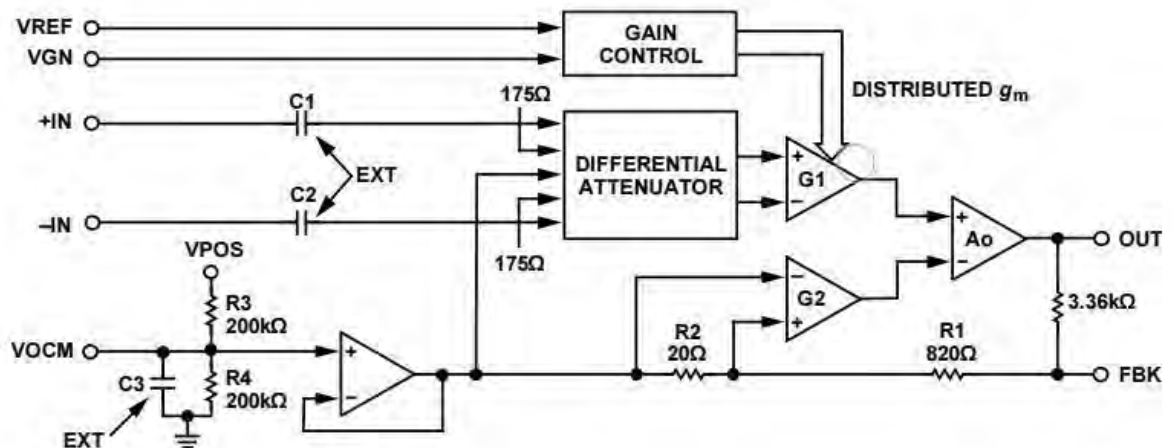 VREF
VGN
GAIN
CONTROL
DISTRIBUTED gm
175Ω
+IN
C1
EXT
DIFFERENTIAL
ATTENUATOR
+
G1
−
–IN
C2
175Ω
+
Ao
−
OUT
VPOS
R3
200kΩ
−
G2
+
3.36kΩ
VOCM
C3
R4
200kΩ
+
−
R2
20Ω
R1
820Ω
FBK
EXT